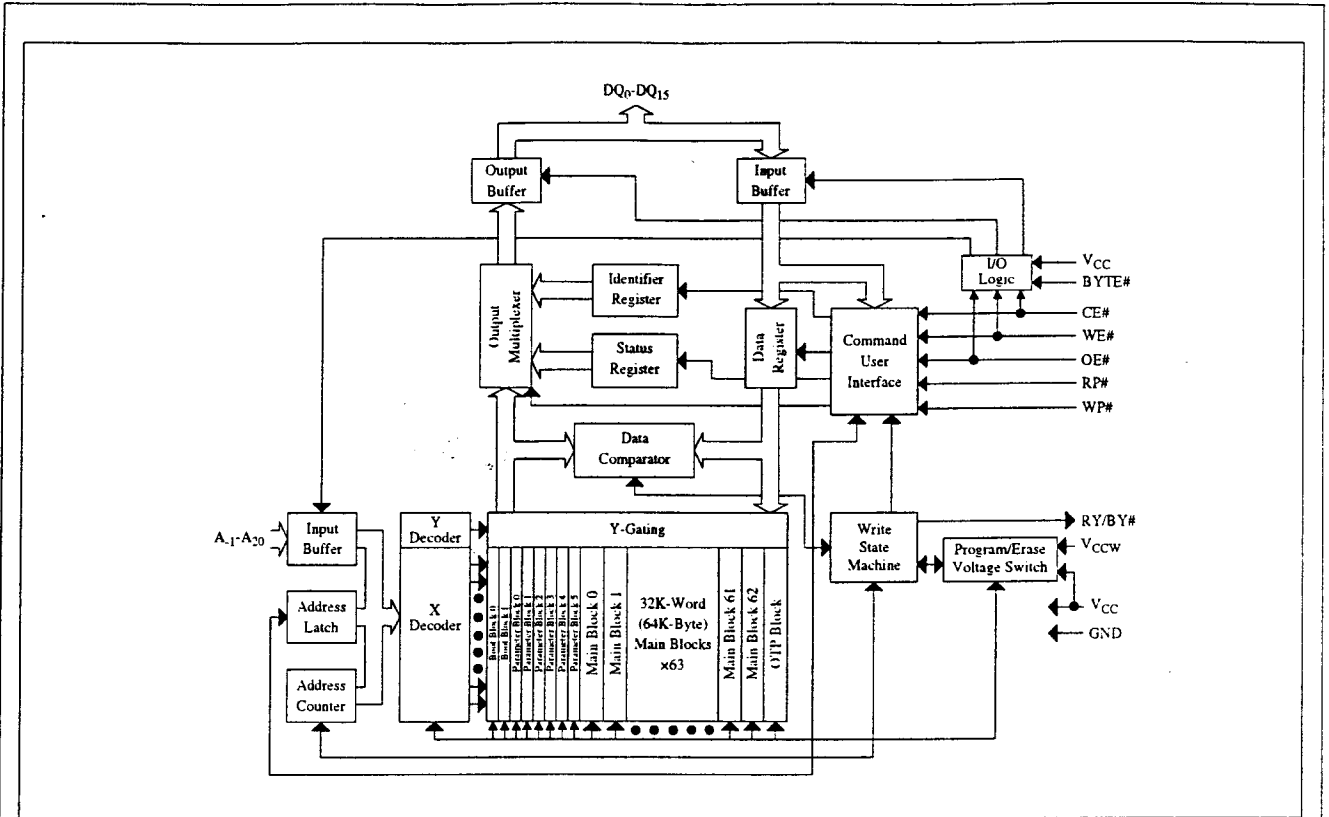 DQ0-DQ15
Output
Buffer
Input
Buffer
I/O
Logic
VCC
BYTE#
CE#
WE#
OE#
RP#
WP#
Output
Multiplexer
Identifier
Register
Status
Register
Data
Register
Command
User
Interface
Data
Comparator
A-1-A20
Input
Buffer
Y
Decoder
Y-Gating
Write
State
Machine
RY/BY#
Program/Erase
Voltage Switch
VCCW
VCC
GND
Address
Latch
X
Decoder
Address
Counter
Boot Block 0
Boot Block 1
Parameter Block 0
Parameter Block 1
Parameter Block 2
Parameter Block 3
Parameter Block 4
Parameter Block 5
Main Block 0
Main Block 1
32K-Word
(64K-Byte)
Main Blocks
×63
Main Block 61
Main Block 62
OTP Block